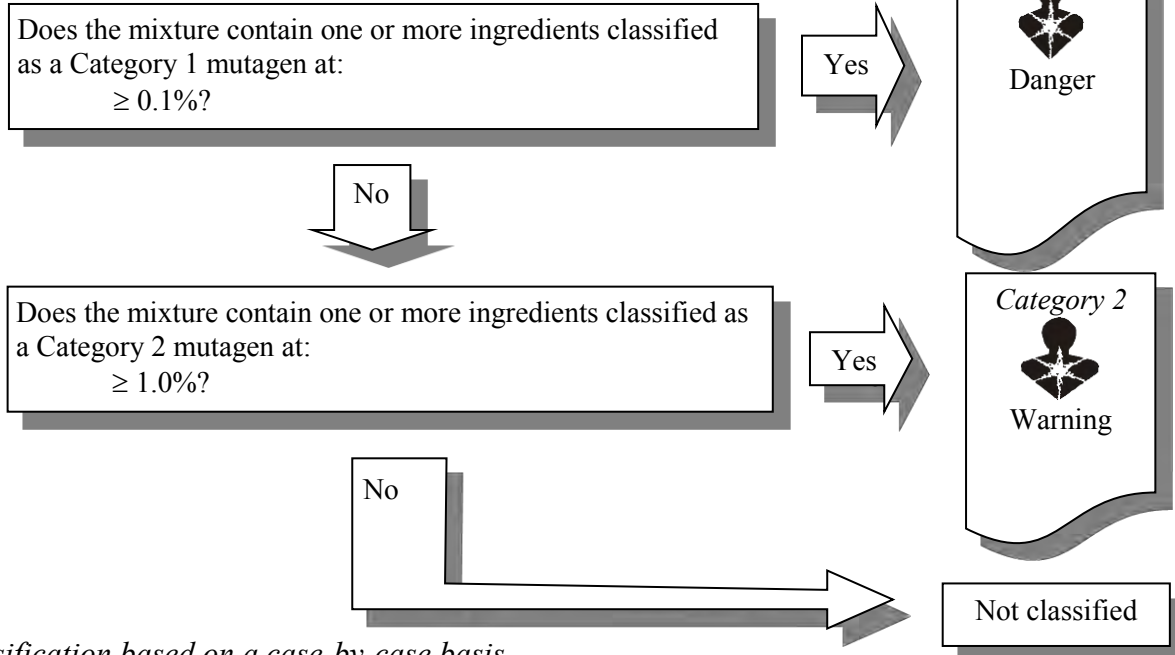 Does the mixture contain one or more ingredients classified
as a Category 1 mutagen at:
≥ 0.1%?
Yes
Danger
No
Does the mixture contain one or more ingredients classified as
a Category 2 mutagen at:
≥ 1.0%?
Yes
Category 2
Warning
No
Not classified
based on a case-by-case basis